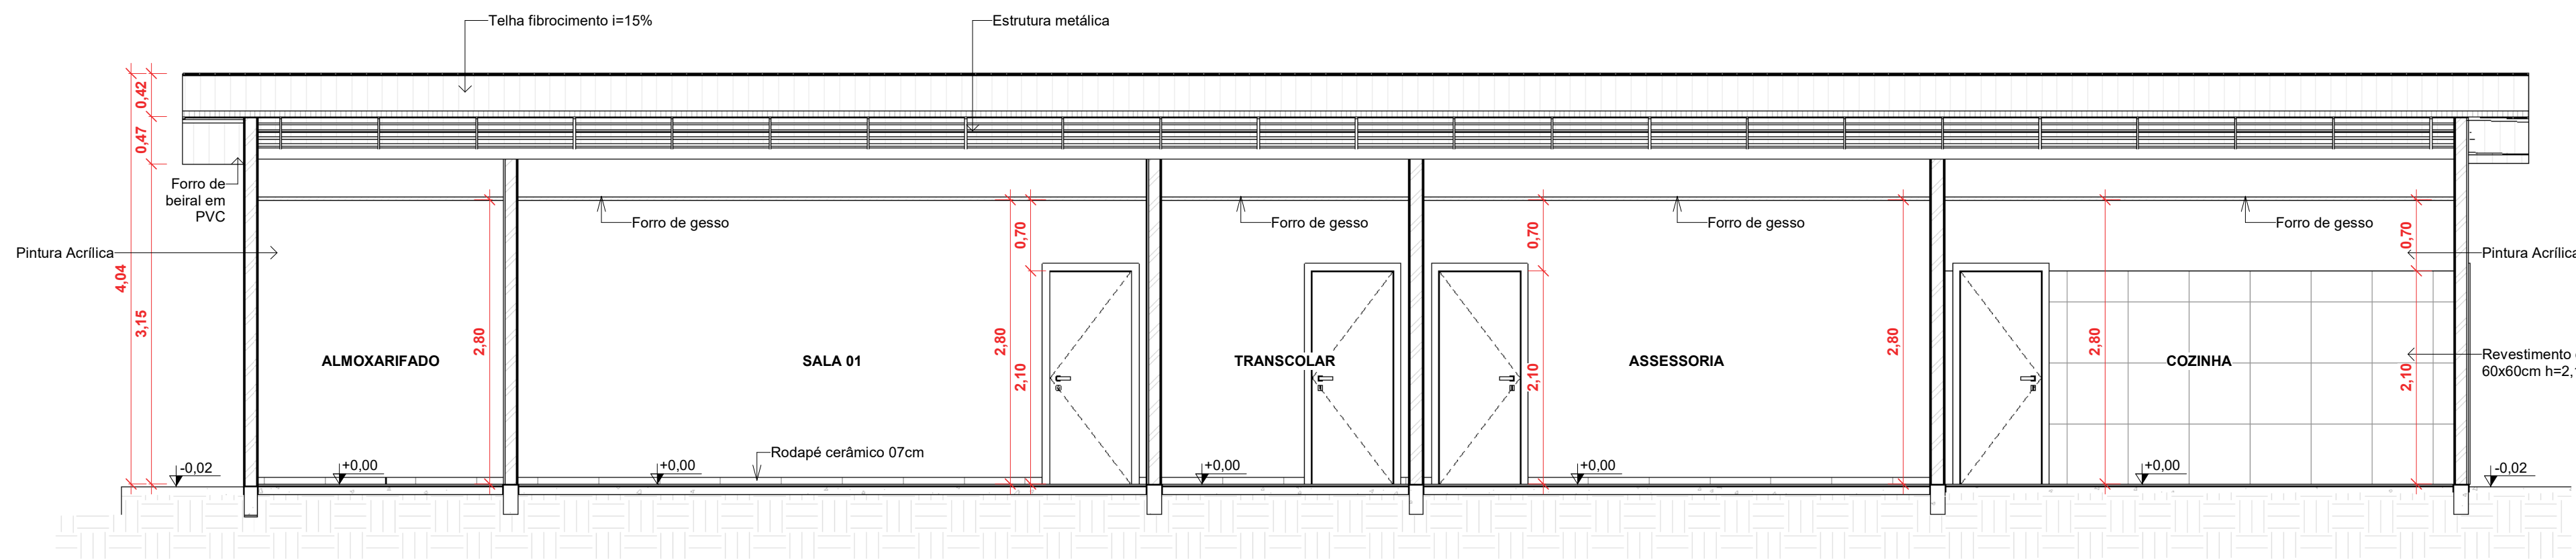 Telha fibrocimento i=15%
Estrutura metálica
0,42
0,47
4,04
3,15
Forro de
beiral em
PVC
Pintura Acrílica
Forro de gesso
Forro de gesso
Forro de gesso
Forro de gesso
0,70
0,70
0,70
Pintura Acrílica
2,80
2,80
2,80
2,80
2,10
2,10
2,10
ALMOXARIFADO
SALA 01
TRANSCOLAR
ASSESSORIA
COZINHA
Revestimento
60x60cm h=2,
Rodapé cerâmico 07cm
-0,02
+0,00
+0,00
+0,00
+0,00
+0,00
-0,02